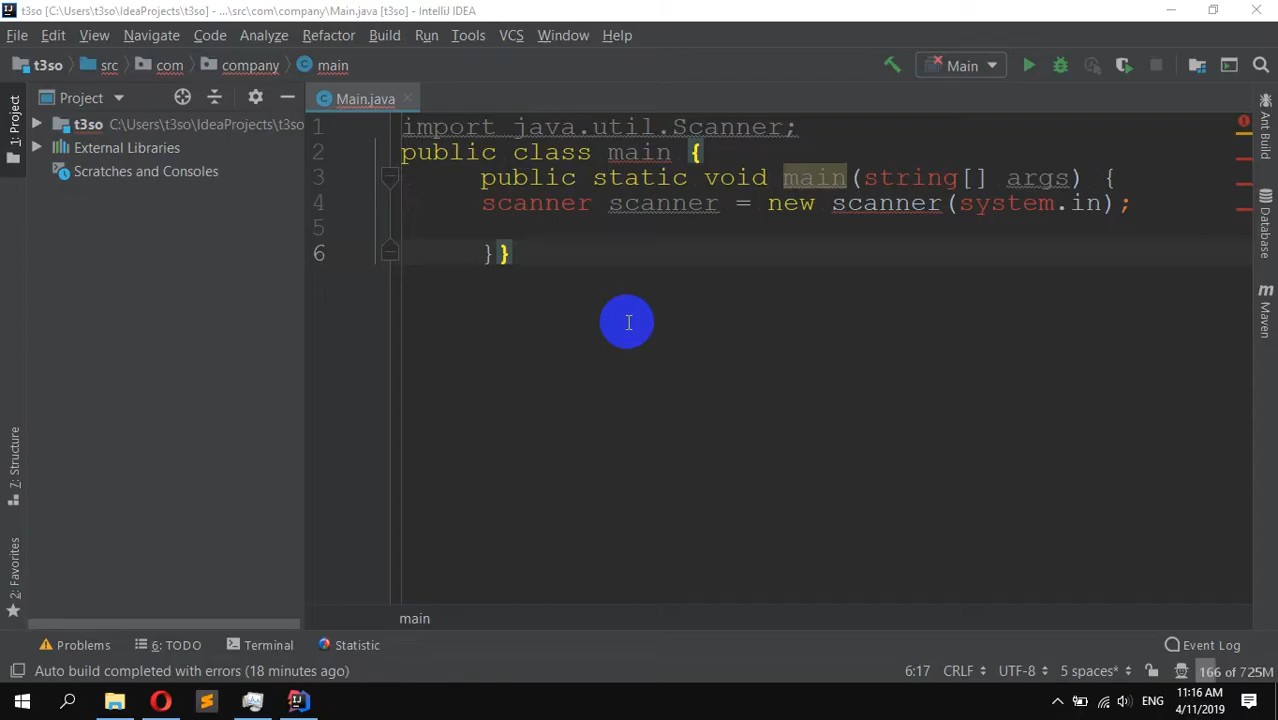 t3so [C:\Users\t3so\IdeaProjects\t3so] - ...\src\com\company\Main.java [t3so] - IntelliJ IDEA
File Edit View Navigate Code Analyze Refactor Build Run Tools VCS Window Help
t3so src com company main Main
1: Project
Project
Main.java
t3so C:\Users\t3so\IdeaProjects\t3so
External Libraries
Scratches and Consoles
1 import java.util.Scanner;
2 public class main {
3 public static void main(string[] args) {
4 scanner scanner = new scanner(system.in);
5
6 }}
main
Ant Build
Database
m Maven
7: Structure
2: Favorites
Problems 6: TODO Terminal Statistic Event Log
Auto build completed with errors (18 minutes ago) 6:17 CRLF UTF-8 5 spaces* 166 of 725M
ENG 11:16 AM
4/11/2019